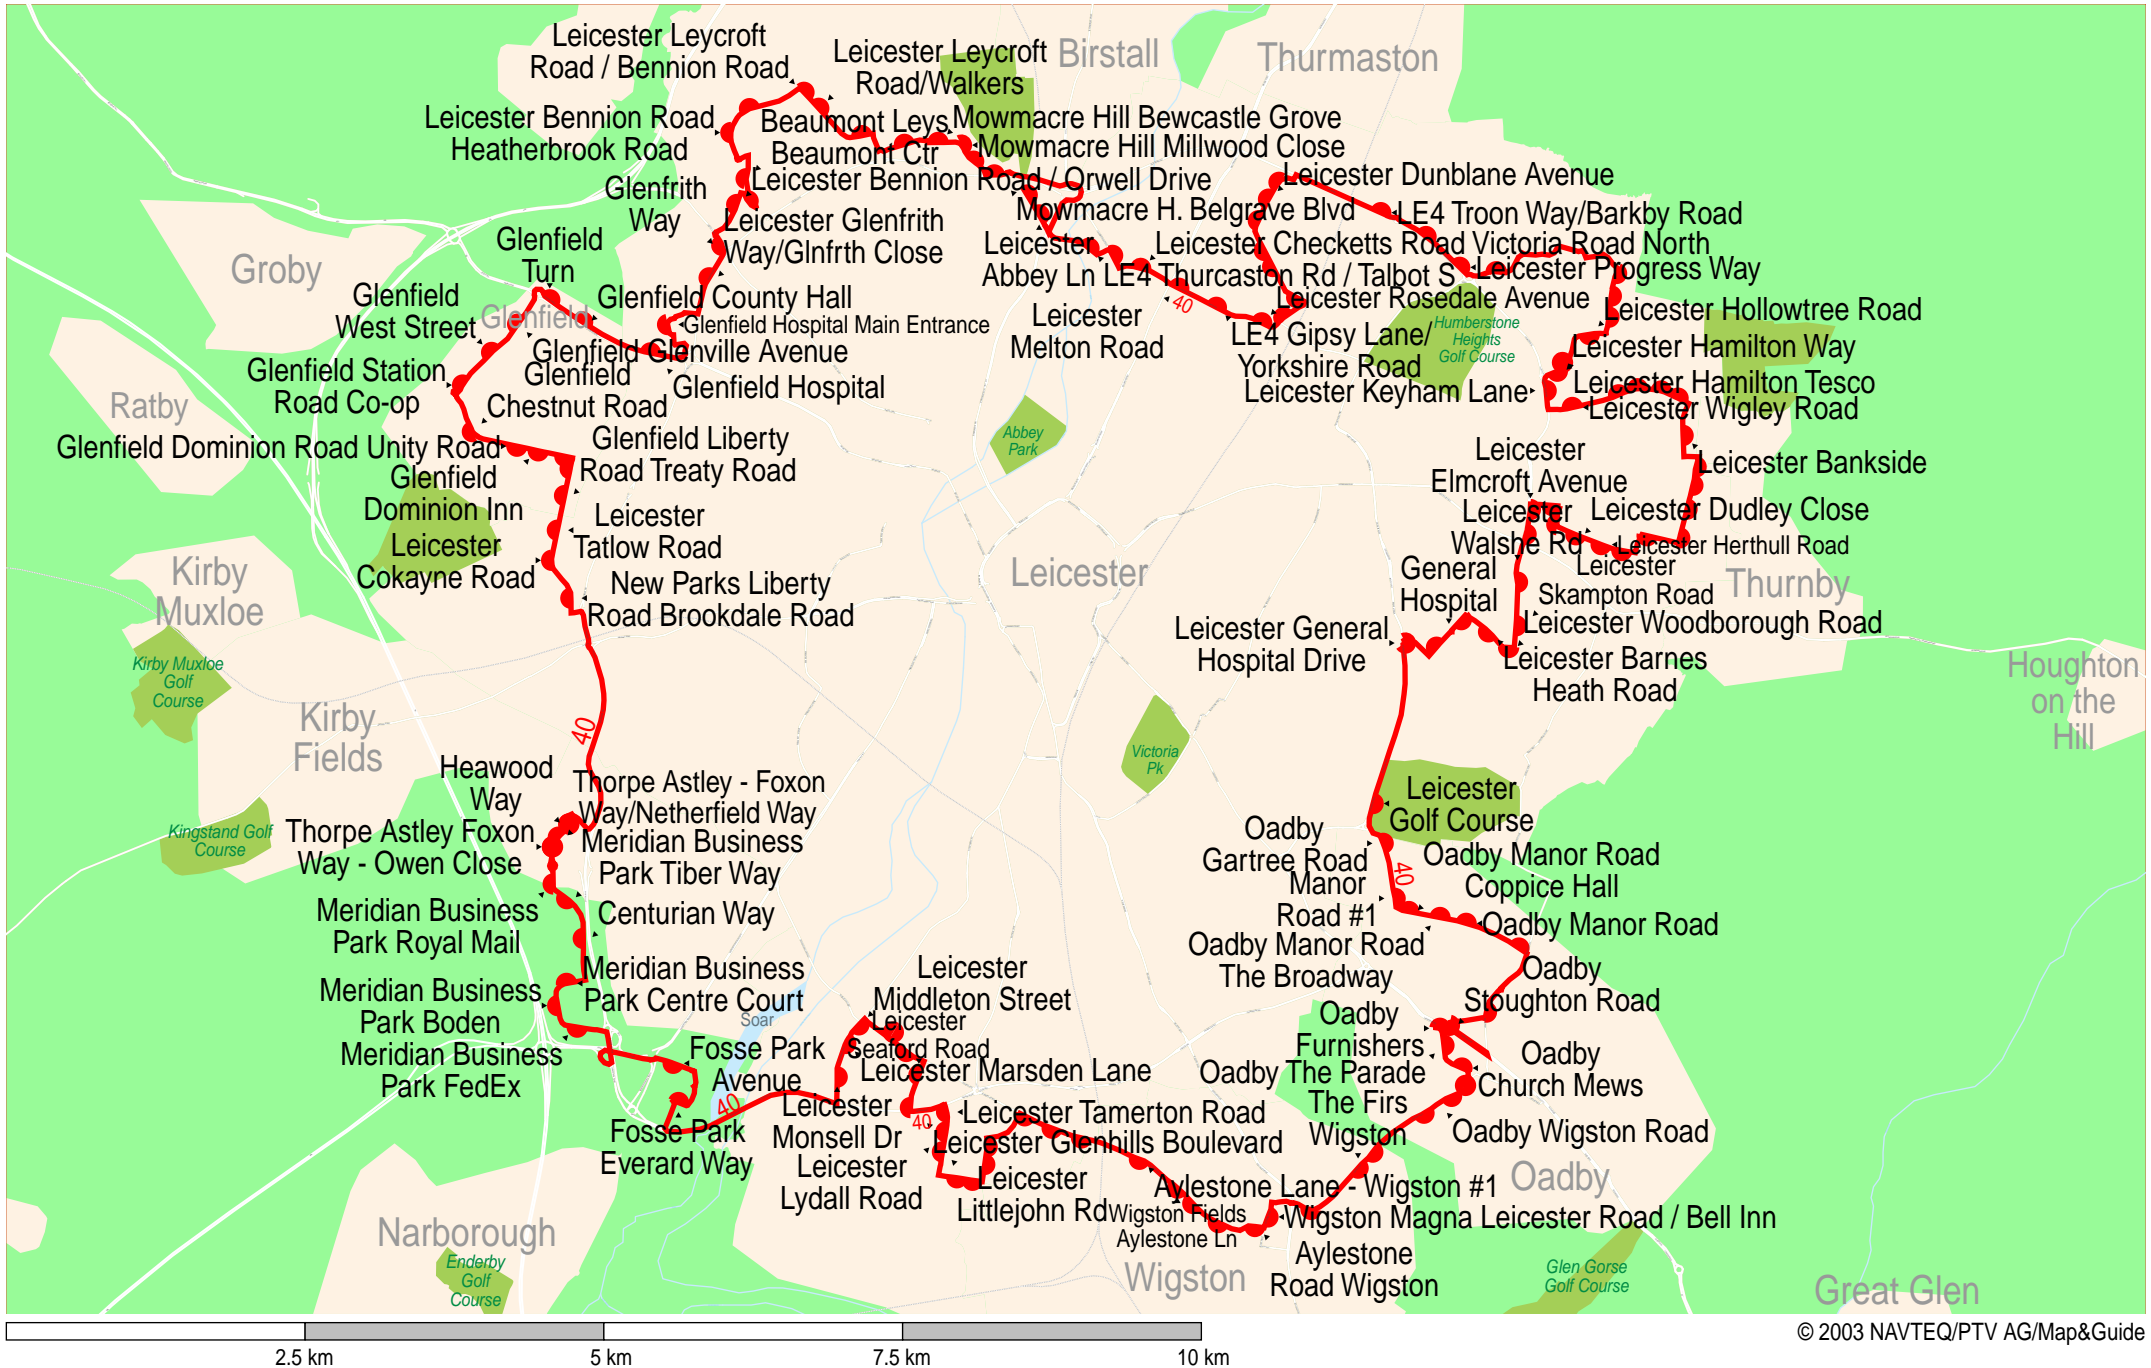 Leicester Leycroft
Road / Bennion Road
Leicester Leycroft
Road/Walkers
Birstall
Thurmaston
Leicester Bennion Road
Heatherbrook Road
Beaumont Leys
Beaumont Ctr
Mowmacre Hill Bewcastle Grove
Mowmacre Hill Millwood Close
Leicester Bennion Road / Orwell Drive
Leicester Dunblane Avenue
Glenfrith
Way
Mowmacre H. Belgrave Blvd
LE4 Troon Way/Barkby Road
Leicester Glenfrith
Way/Glnfrth Close
Leicester
Abbey Ln
Leicester Checketts Road
Victoria Road North
LE4 Thurcaston Rd / Talbot S
Leicester Progress Way
Glenfield
Turn
Groby
Glenfield
West Street
Glenfield
Glenfield County Hall
Glenfield Hospital Main Entrance
Leicester
Melton Road
40
Leicester Rosedale Avenue
Leicester Hollowtree Road
LE4 Gipsy Lane/
Yorkshire Road
Humberstone
Heights
Golf Course
Glenfield Glenville Avenue
Leicester Hamilton Way
Glenfield Station
Road Co-op
Glenfield
Chestnut Road
Glenfield Hospital
Leicester Keyham Lane
Leicester Hamilton Tesco
Leicester Wigley Road
Ratby
Abbey
Park
Glenfield Dominion Road Unity Road
Glenfield Liberty
Road Treaty Road
Leicester
Elmcroft Avenue
Leicester Bankside
Glenfield
Dominion Inn
Leicester
Tatlow Road
Leicester
Walshe Rd
Leicester Dudley Close
Leicester Herthull Road
Leicester
Cokayne Road
Kirby
Muxloe
Leicester
General
Hospital
Leicester
Skampton Road
Thurnby
New Parks Liberty
Road Brookdale Road
Leicester Woodborough Road
Leicester General
Hospital Drive
Leicester Barnes
Heath Road
Kirby Muxloe
Golf
Course
Houghton
on the
Hill
Kirby
Fields
40
Victoria
Pk
Heawood
Way
Thorpe Astley - Foxon
Way/Netherfield Way
Leicester
Golf Course
Kingstand Golf
Course
Thorpe Astley Foxon
Way - Owen Close
Meridian Business
Park Tiber Way
Oadby
Gartree Road
40
Oadby Manor Road
Coppice Hall
Manor
Road #1
Meridian Business
Park Royal Mail
Centurian Way
Oadby Manor Road
Oadby Manor Road
The Broadway
Meridian Business
Park Centre Court
Leicester
Middleton Street
Oadby
Stoughton Road
Meridian Business
Park Boden
Soar
Leicester
Seaford Road
Oadby
Furnishers
Meridian Business
Park FedEx
Fosse Park
Avenue
Leicester Marsden Lane
Oadby The Parade
Oadby
Church Mews
40
Leicester
Monsell Dr
40
Leicester Tamerton Road
The Firs
Wigston
Oadby Wigston Road
Fosse Park
Everard Way
Leicester Glenhills Boulevard
Leicester
Lydall Road
Leicester
Littlejohn Rd
Aylestone Lane - Wigston #1
Oadby
Wigston Fields
Aylestone Ln
Wigston Magna Leicester Road / Bell Inn
Narborough
Aylestone
Road Wigston
Enderby
Golf
Course
Wigston
Glen Gorse
Golf Course
Great Glen
© 2003 NAVTEQ/PTV AG/Map&Guide
2.5 km
5 km
7.5 km
10 km